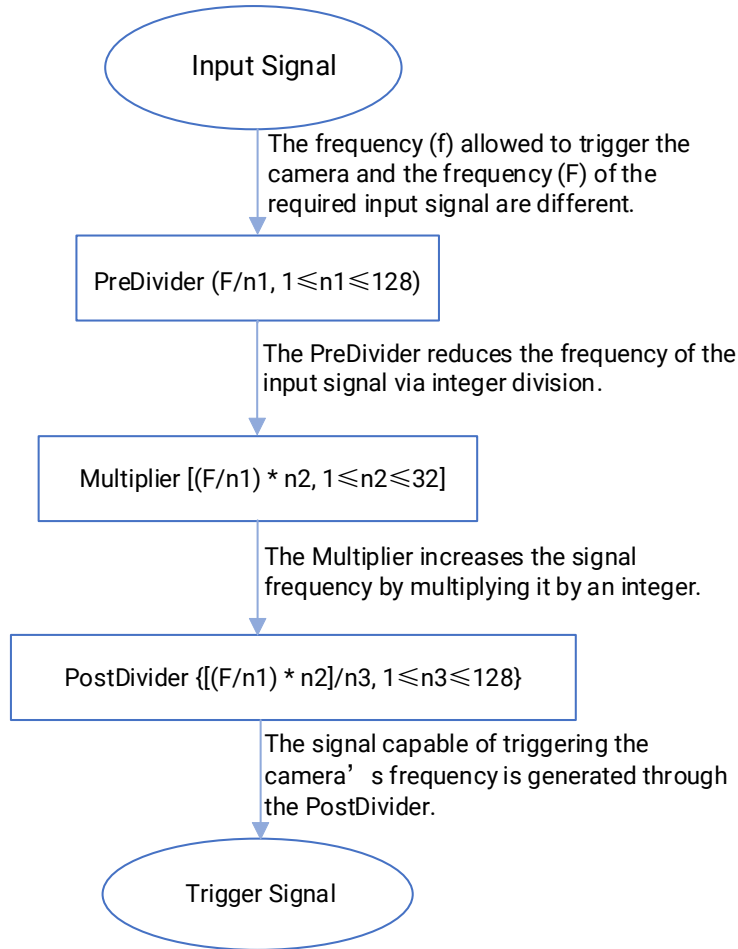 Input Signal
The frequency (f) allowed to trigger the
camera and the frequency (F) of the
required input signal are different.
PreDivider (F/n1, 1≤n1≤128)
The PreDivider reduces the frequency of the
input signal via integer division.
Multiplier [(F/n1) * n2, 1≤n2≤32]
The Multiplier increases the signal
frequency by multiplying it by an integer.
PostDivider {[(F/n1) * n2]/n3, 1≤n3≤128}
The signal capable of triggering the
camera’s frequency is generated through
the PostDivider.
Trigger Signal